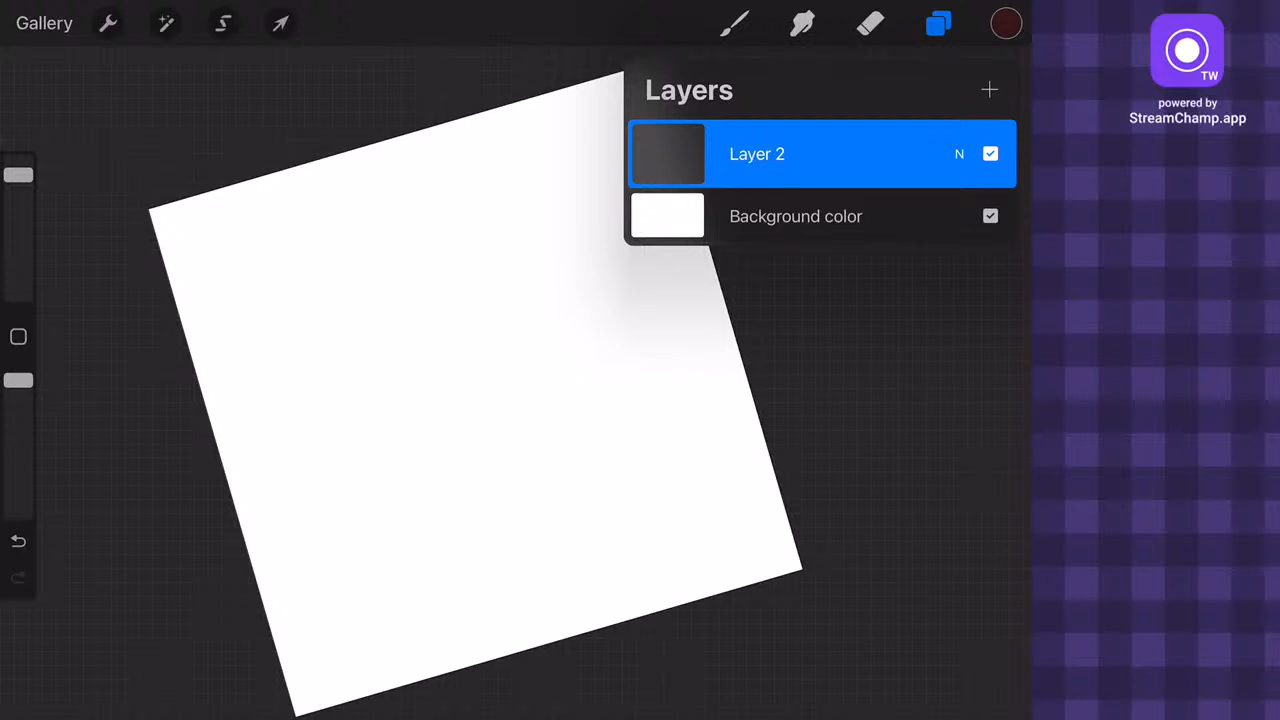 Gallery
Layers
Layer 2
N
Background color
TW
powered by
StreamChamp.app